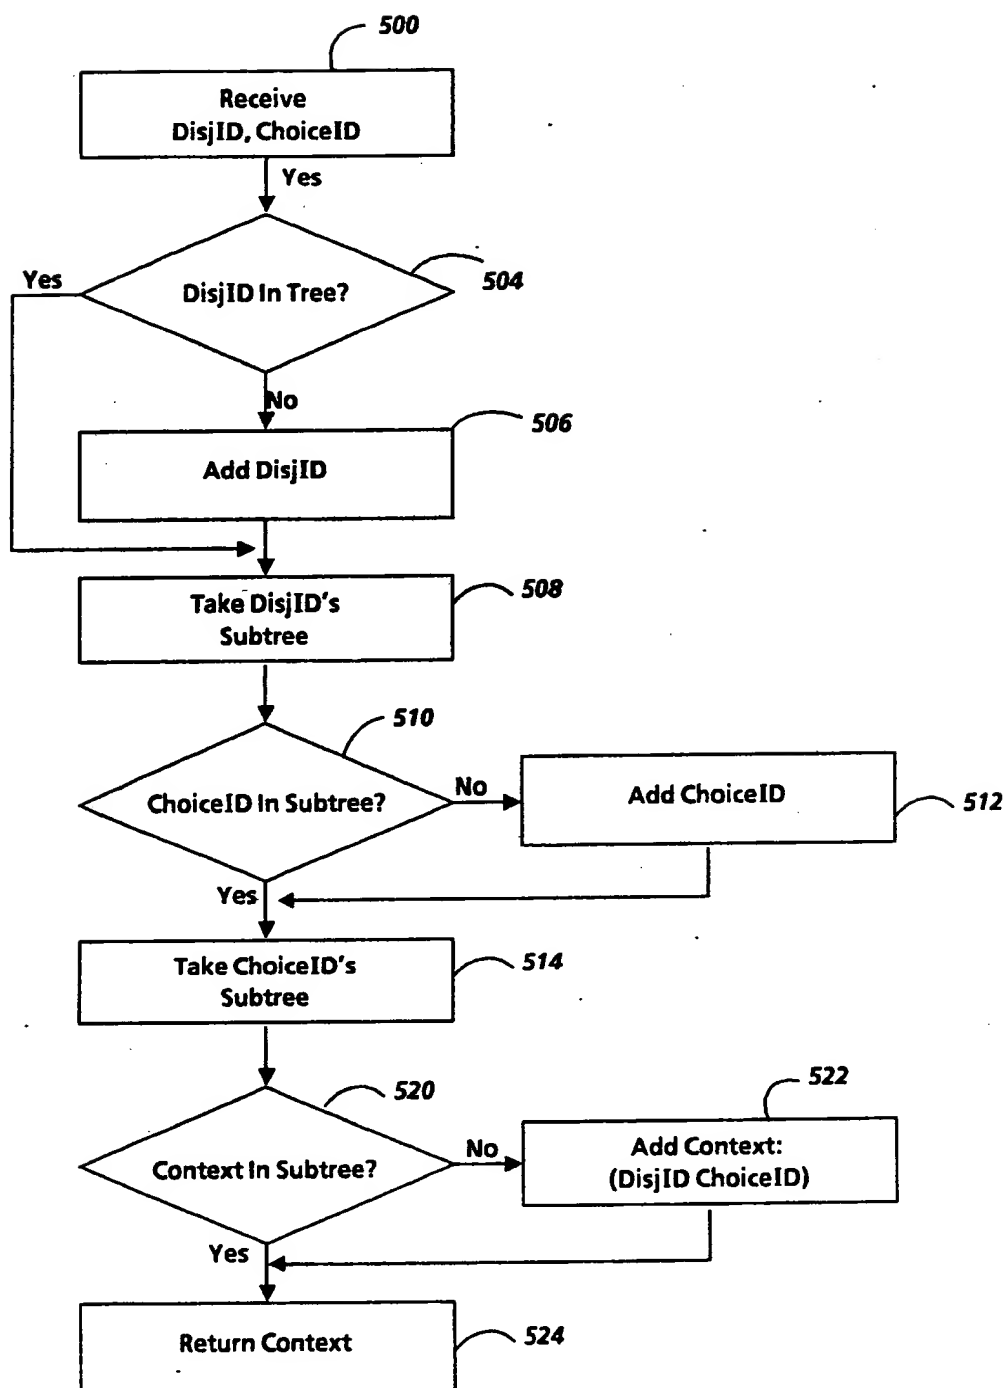 500
Receive
DisjID, ChoiceID
Yes
Yes
DisjID In Tree?
504
No
506
Add DisjID
Take DisjID's
Subtree
508
510
ChoiceID In Subtree?
No
Add ChoiceID
512
Yes
Take ChoiceID's
Subtree
514
520
522
Context In Subtree?
No
Add Context:
(DisjID ChoiceID)
Yes
Return Context
524